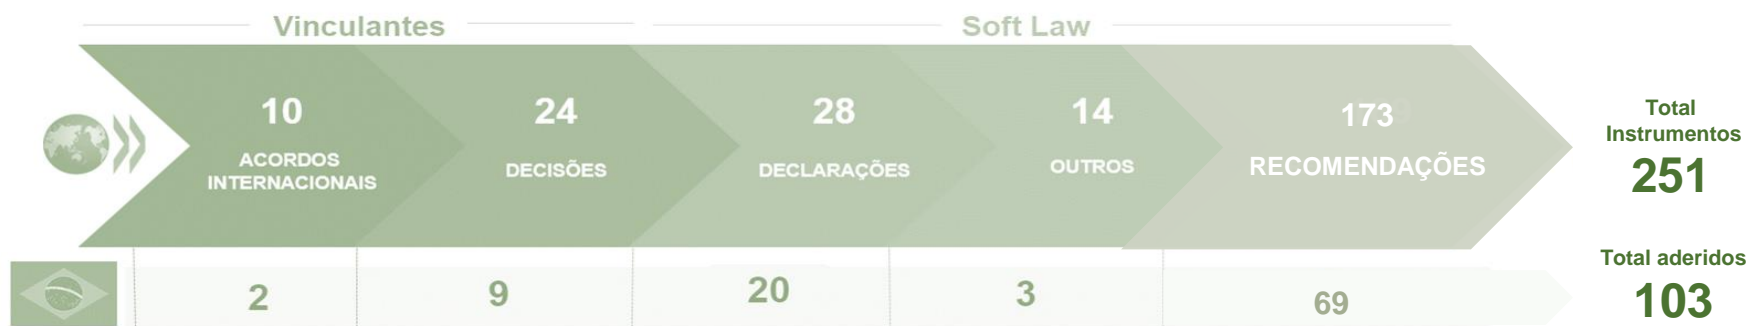 Vinculantes
Soft Law
10
ACORDOS
INTERNACIONAIS
24
DECISÕES
28
DECLARAÇÕES
14
OUTROS
173
RECOMENDAÇÕES
Total
Instrumentos
251
2
9
20
3
69
Total aderidos
103